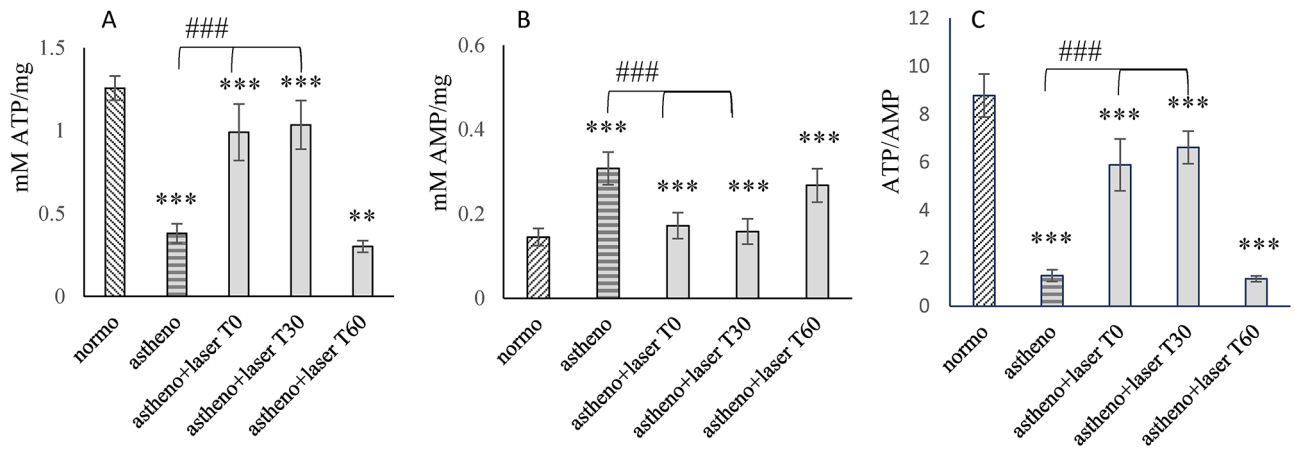 A
###
mM ATP/mg
1.5
1
0.5
0
***
***
***
**
normo
astheno
astheno+laser T0
astheno+laser T30
astheno+laser T60
B
###
mM AMP/mg
0.6
0.4
0.2
0
***
***
***
***
normo
astheno
astheno+laser T0
astheno+laser T30
astheno+laser T60
C
###
ATP/AMP
12
10
8
6
4
2
0
***
***
***
***
normo
astheno
astheno+laser T0
astheno+laser T30
astheno+laser T60